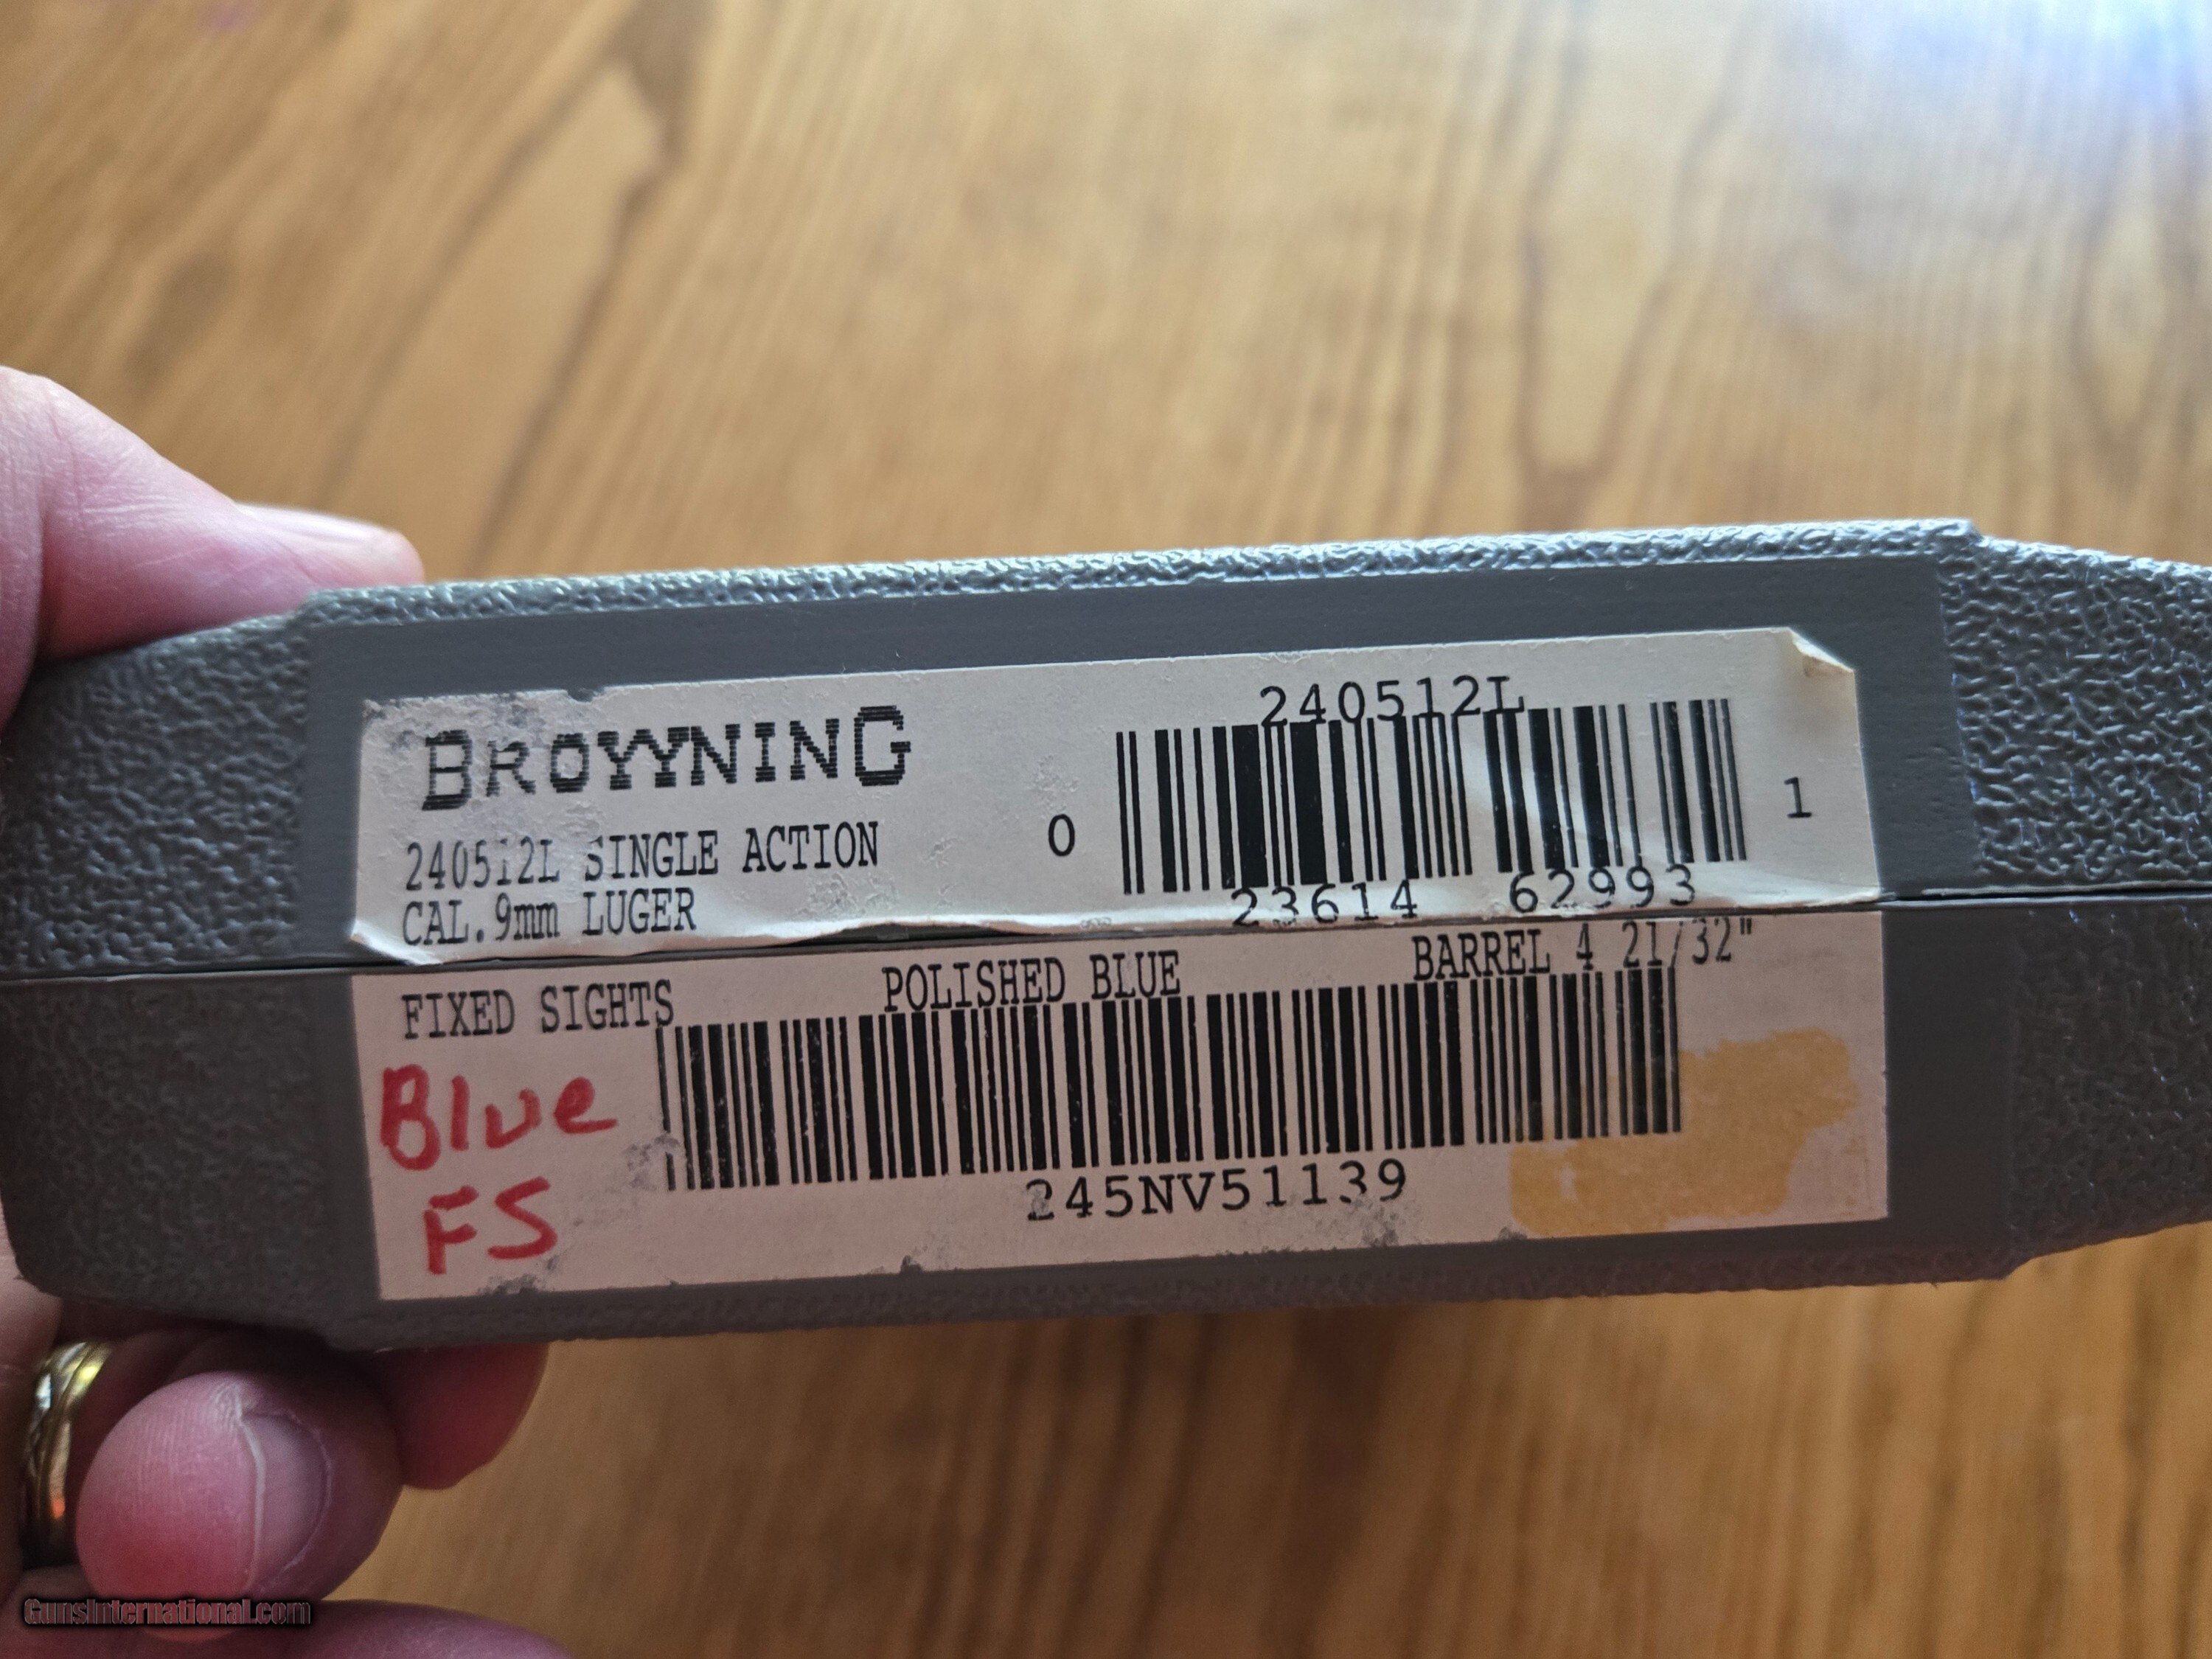 BROWNING
240512L
240512L SINGLE ACTION
CAL.9mm LUGER
0 23614 62993 1
FIXED SIGHTS POLISHED BLUE BARREL 4 21/32"
Blue
FS
245NV51139
GunsInternational.com